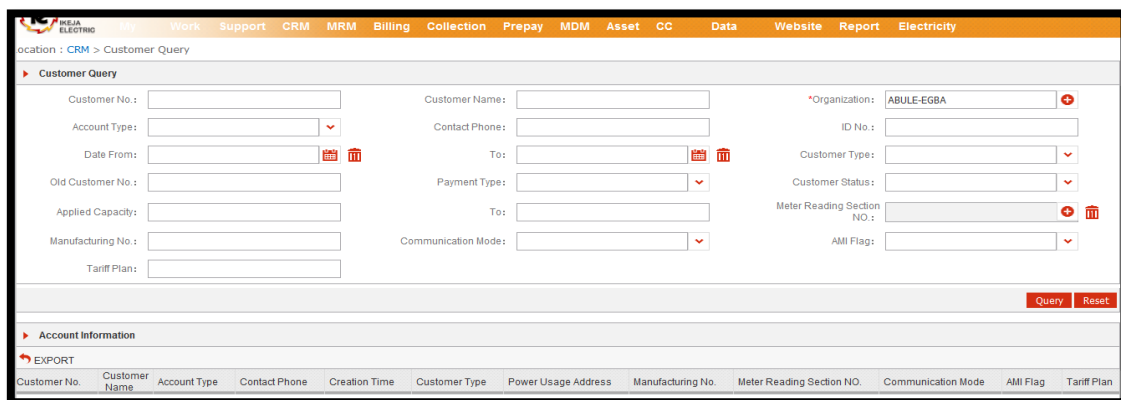 IKEJA
ELECTRIC
Work Support CRM MRM Billing Collection Prepay MDM Asset CC Data Website Report Electricity
ocation : CRM > Customer Query
Customer Query
Customer No.: Customer Name: *Organization: ABULE-EGBA
Account Type: Contact Phone: ID No.:
Date From: To: Customer Type:
Old Customer No.: Payment Type: Customer Status:
Applied Capacity: To: Meter Reading Section
NO.:
Manufacturing No.: Communication Mode: AMI Flag:
Tariff Plan:
Query Reset
Account Information
EXPORT
Customer No. Customer Name Account Type Contact Phone Creation Time Customer Type Power Usage Address Manufacturing No. Meter Reading Section NO. Communication Mode AMI Flag Tariff Plan